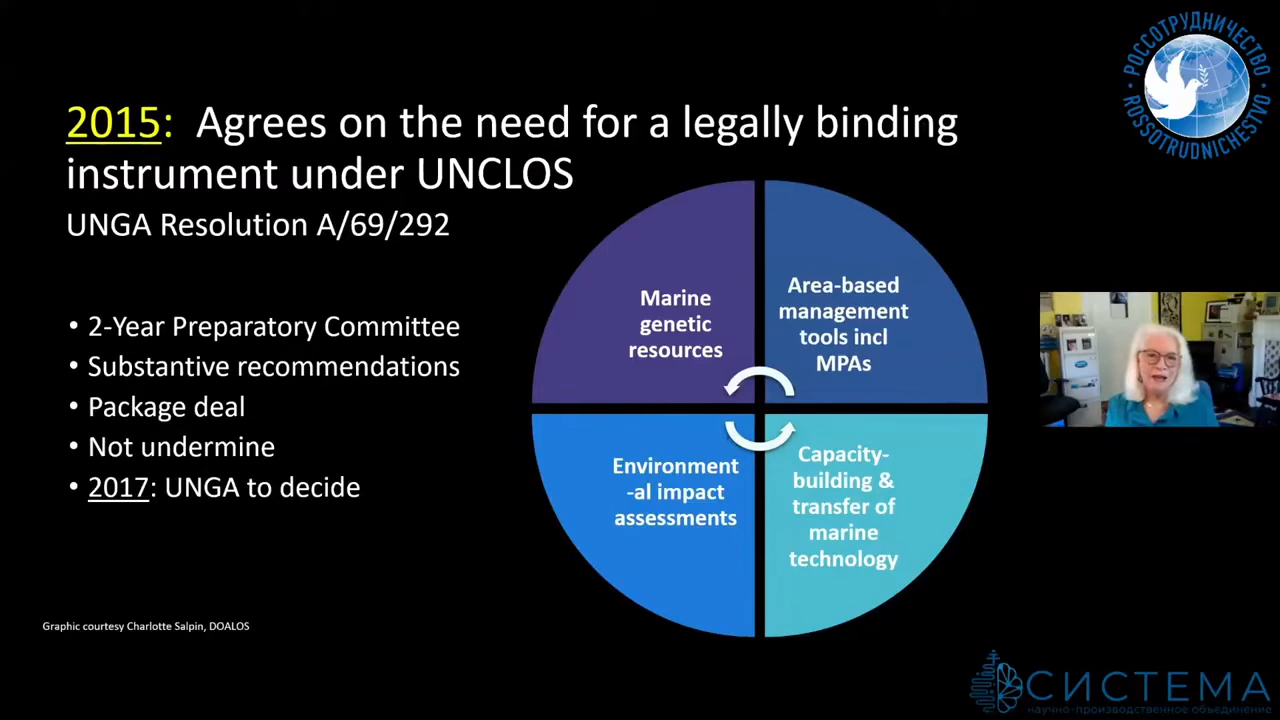 РОССОТРУДНИЧЕСТВО
ROSSOTRUDNICHESTVO
2015: Agrees on the need for a legally binding
instrument under UNCLOS
UNGA Resolution A/69/292
• 2-Year Preparatory Committee
• Substantive recommendations
• Package deal
• Not undermine
• 2017: UNGA to decide
Marine
genetic
resources
Area-based
management
tools incl
MPAs
Environment
-al impact
assessments
Capacity-
building &
transfer of
marine
technology
Graphic courtesy Charlotte Salpin, DOALOS
СИСТЕМА
научно-производственное объединение